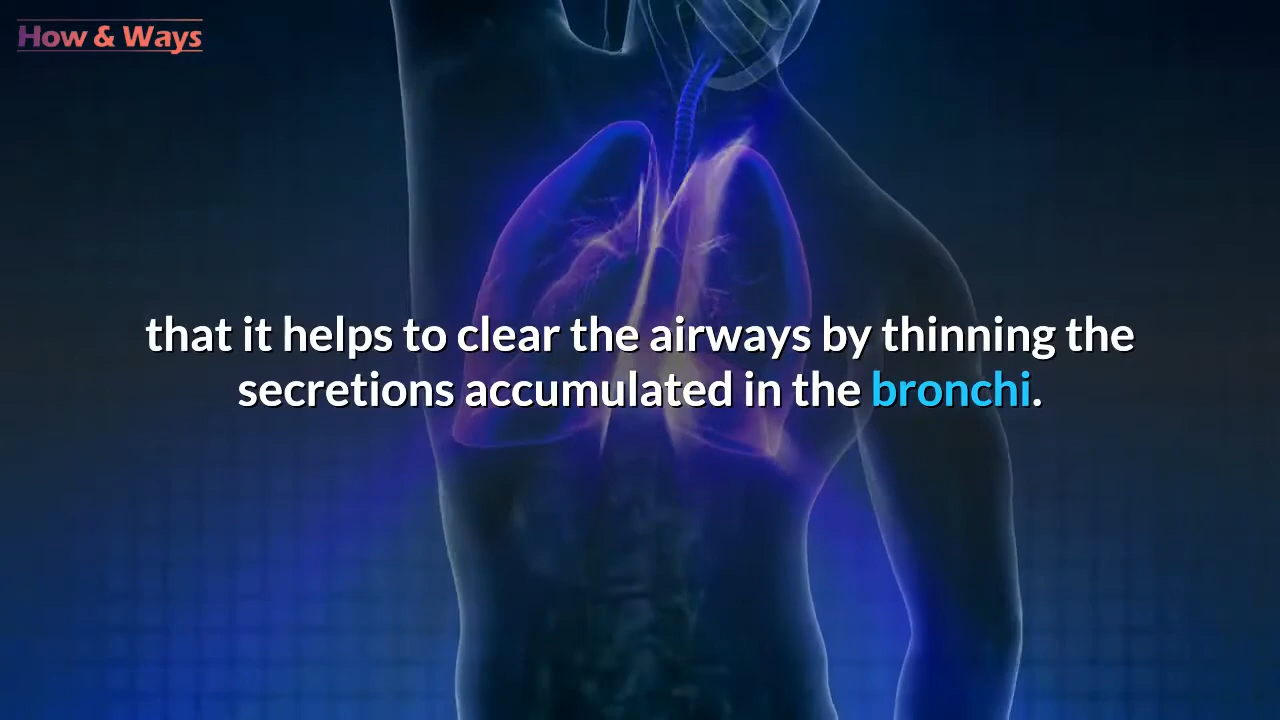 How & Ways
that it helps to clear the airways by thinning the
secretions accumulated in the bronchi.